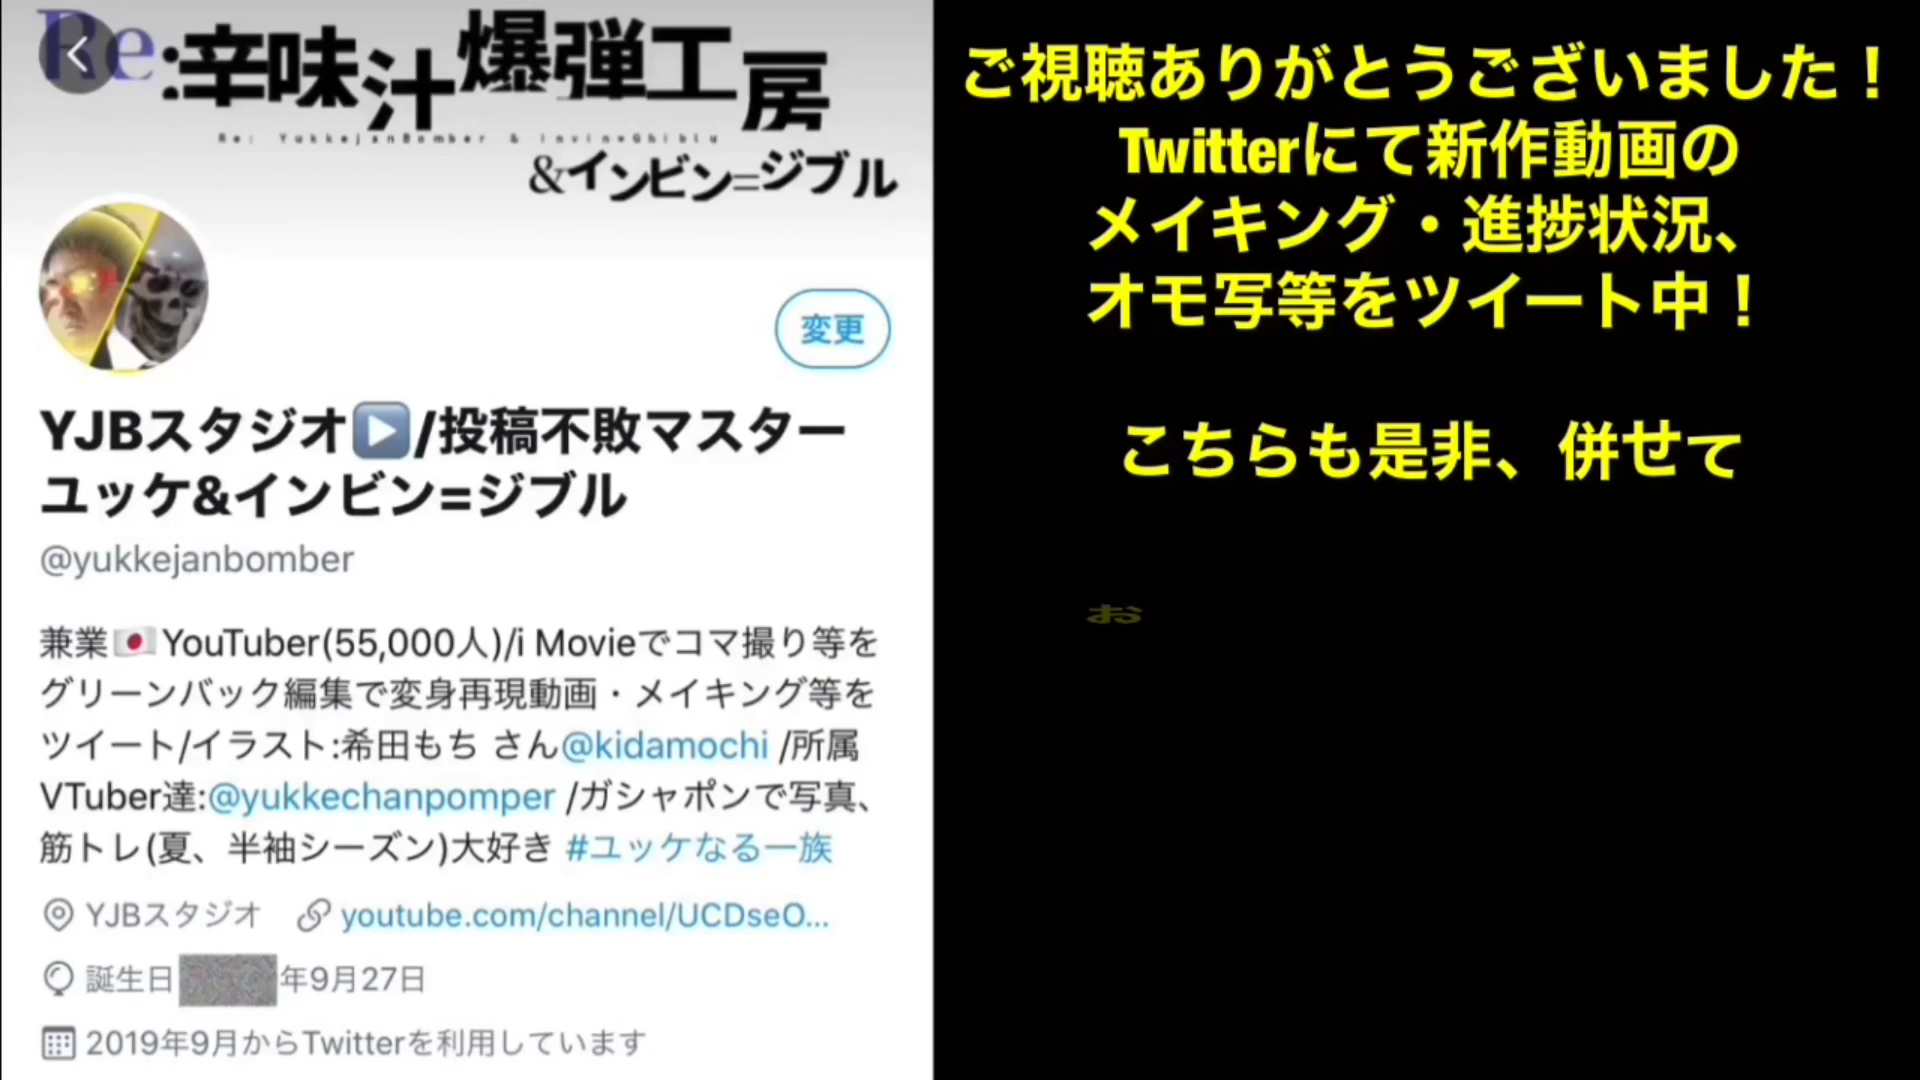 Re:辛味汁爆弾工房
Re: YukkejanBomber & Invin=Ghiblu
&インビン=ジブル
変更
YJBスタジオ▶️/投稿不敗マスター
ユッケ&インビン=ジブル
@yukkejanbomber
兼業🇯🇵YouTuber(55,000人)/i Movieでコマ撮り等を
グリーンバック編集で変身再現動画・メイキング等を
ツイート/イラスト:希田もち さん@kidamochi /所属
VTuber達:@yukkechanpomper /ガシャポンで写真、
筋トレ(夏、半袖シーズン)大好き #ユッケなる一族
YJBスタジオ youtube.com/channel/UCDseO...
誕生日 年9月27日
2019年9月からTwitterを利用しています
ご視聴ありがとうございました！
Twitterにて新作動画の
メイキング・進捗状況、
オモ写等をツイート中！
こちらも是非、併せて
お